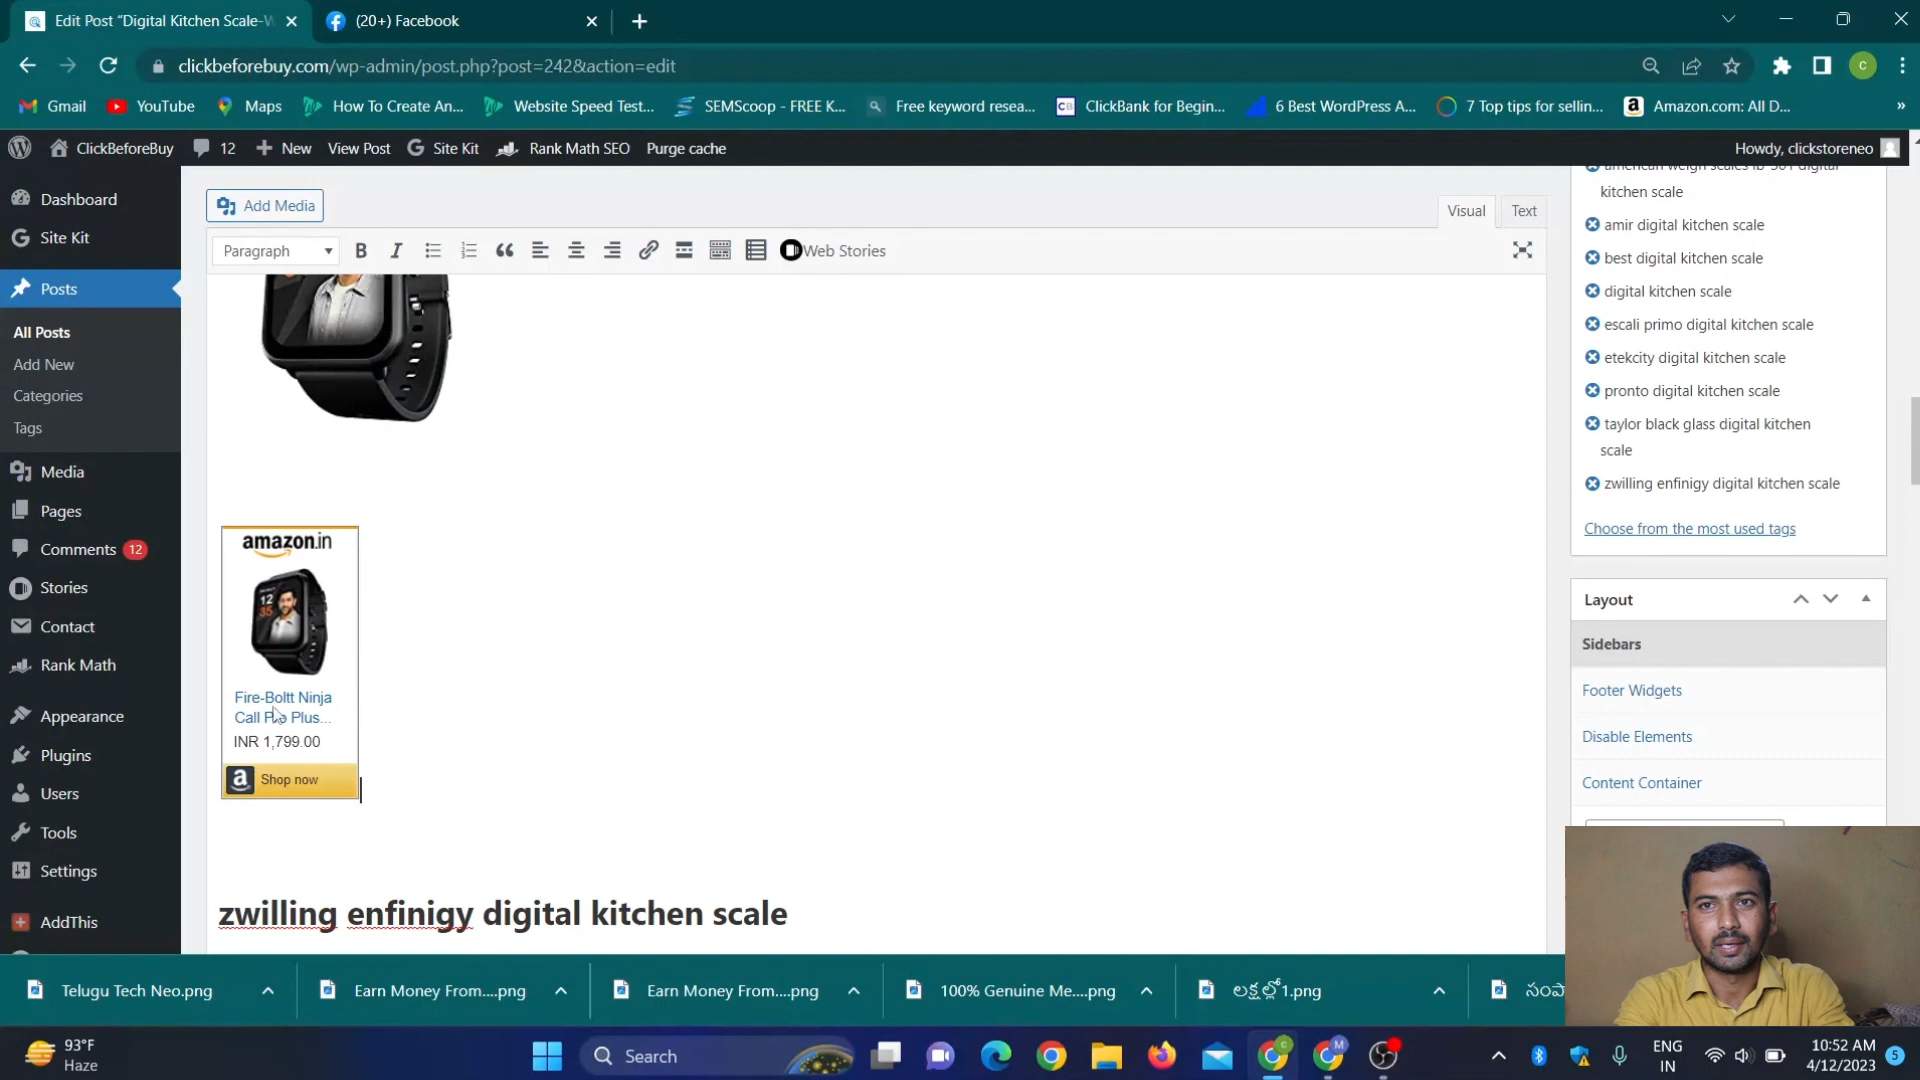 Edit Post “Digital Kitchen Scale-W
(20+) Facebook
clickbeforebuy.com/wp-admin/post.php?post=242&action=edit
C
Gmail
YouTube
Maps
How To Create An...
Website Speed Test...
SEMScoop - FREE K...
Free keyword resea...
ClickBank for Begin...
6 Best WordPress A...
7 Top tips for sellin...
Amazon.com: All D...
ClickBeforeBuy
12
New
View Post
Site Kit
Rank Math SEO
Purge cache
Howdy, clickstoreneo
Dashboard
Site Kit
Posts
All Posts
Add New
Categories
Tags
Media
Pages
Comments 12
Stories
Contact
Rank Math
Appearance
Plugins
Users
Tools
Settings
AddThis
Add Media
Visual
Text
Paragraph
B
I
Web Stories
amazon.in
12
35
Fire-Boltt Ninja
Call Pro Plus...
INR 1,799.00
Shop now
zwilling enfinigy digital kitchen scale
kitchen scale
amir digital kitchen scale
best digital kitchen scale
digital kitchen scale
escali primo digital kitchen scale
etekcity digital kitchen scale
pronto digital kitchen scale
taylor black glass digital kitchen
scale
zwilling enfinigy digital kitchen scale
Choose from the most used tags
Layout
Sidebars
Footer Widgets
Disable Elements
Content Container
Telugu Tech Neo.png
Earn Money From....png
Earn Money From....png
100% Genuine Me....png
లక్షల్లో1.png
సంపా
93°F
Haze
Search
ENG
IN
10:52 AM
4/12/2023
5